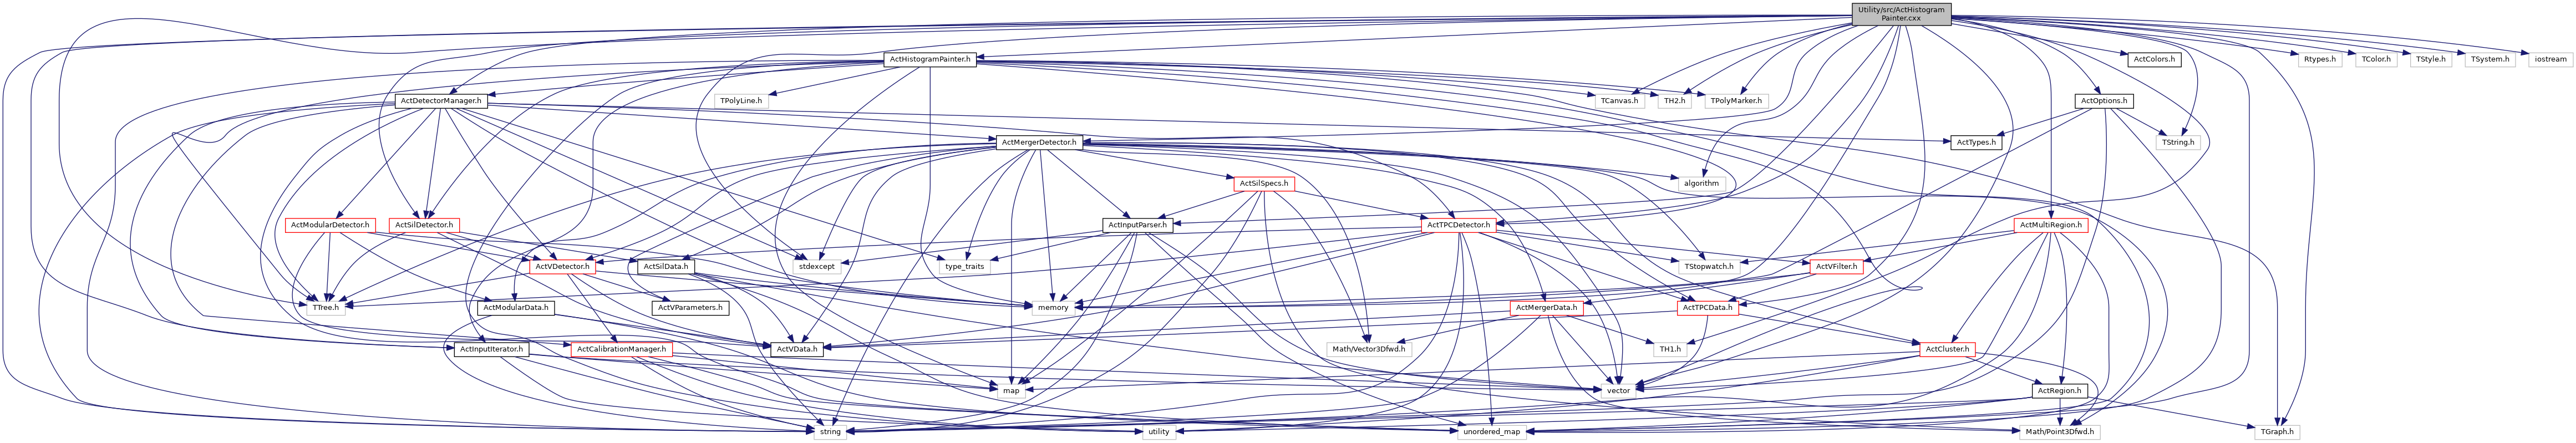 Utility/src/ActHistogram
Painter.cxx
ActHistogramPainter.h
ActColors.h
Rtypes.h
TColor.h
TStyle.h
TSystem.h
iostream
ActDetectorManager.h
TPolyLine.h
TCanvas.h
TH2.h
TPolyMarker.h
ActOptions.h
ActMergerDetector.h
ActTypes.h
TString.h
ActSilSpecs.h
algorithm
ActModularDetector.h
ActSilDetector.h
ActInputParser.h
ActTPCDetector.h
ActMultiRegion.h
ActVDetector.h
ActSilData.h
stdexcept
type_traits
TStopwatch.h
ActVFilter.h
TTree.h
ActModularData.h
ActVParameters.h
memory
ActMergerData.h
ActTPCData.h
ActInputIterator.h
ActCalibrationManager.h
ActVData.h
Math/Vector3Dfwd.h
TH1.h
ActCluster.h
map
vector
ActRegion.h
string
utility
unordered_map
Math/Point3Dfwd.h
TGraph.h